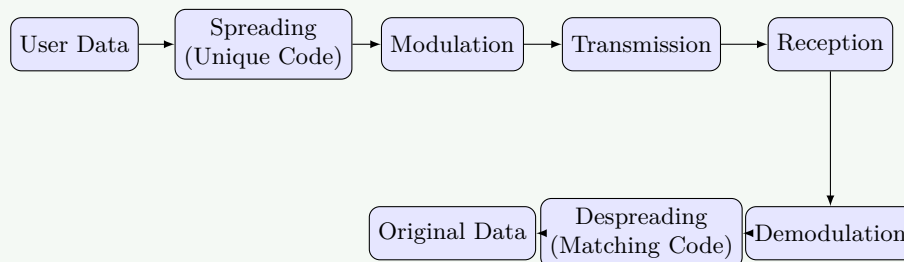 User Data
Spreading
(Unique Code)
Modulation
Transmission
Reception
Original Data
Despreading
(Matching Code)
Demodulation